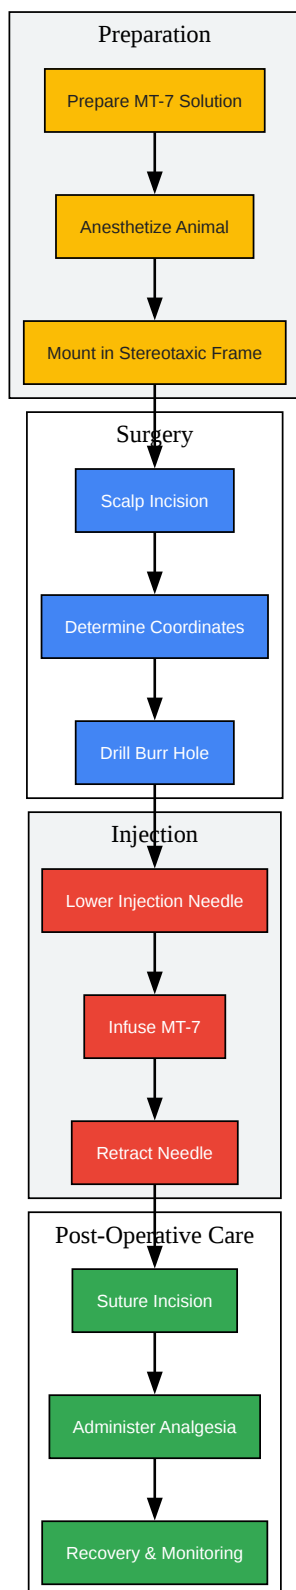 Preparation
Prepare MT-7 Solution
Anesthetize Animal
Mount in Stereotaxic Frame
Surgery
Scalp Incision
Determine Coordinates
Drill Burr Hole
Injection
Lower Injection Needle
Infuse MT-7
Retract Needle
Post-Operative Care
Suture Incision
Administer Analgesia
Recovery & Monitoring